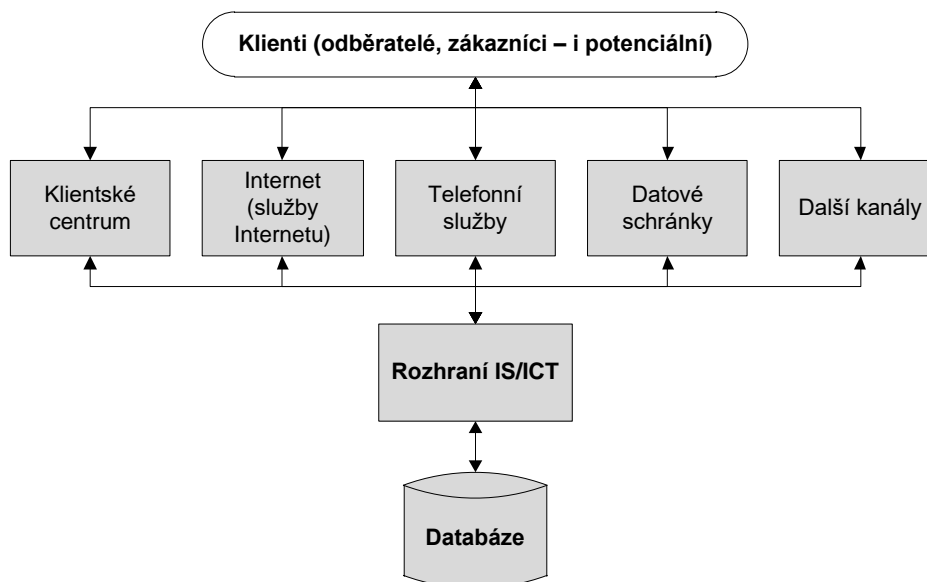 Klienti (odběratelé, zákazníci – i potenciální)
Klientské
centrum
Internet
(služby
Internetu)
Telefonní
služby
Datové
schránky
Další kanály
Rozhraní IS/ICT
Databáze